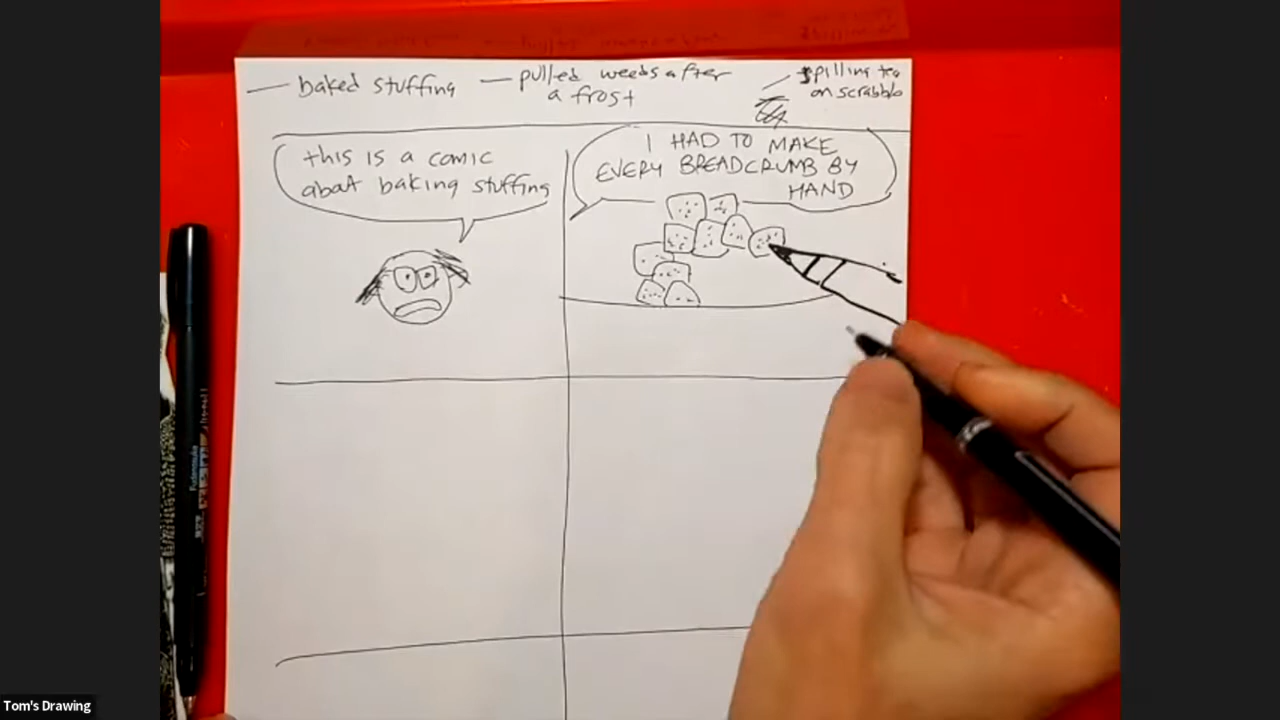 — baked stuffing
— pulled weeds after
a frost
spilling tea
on scrabble
this is a comic
about baking stuffing
I HAD TO MAKE
EVERY BREADCRUMB BY
HAND
Tom's Drawing